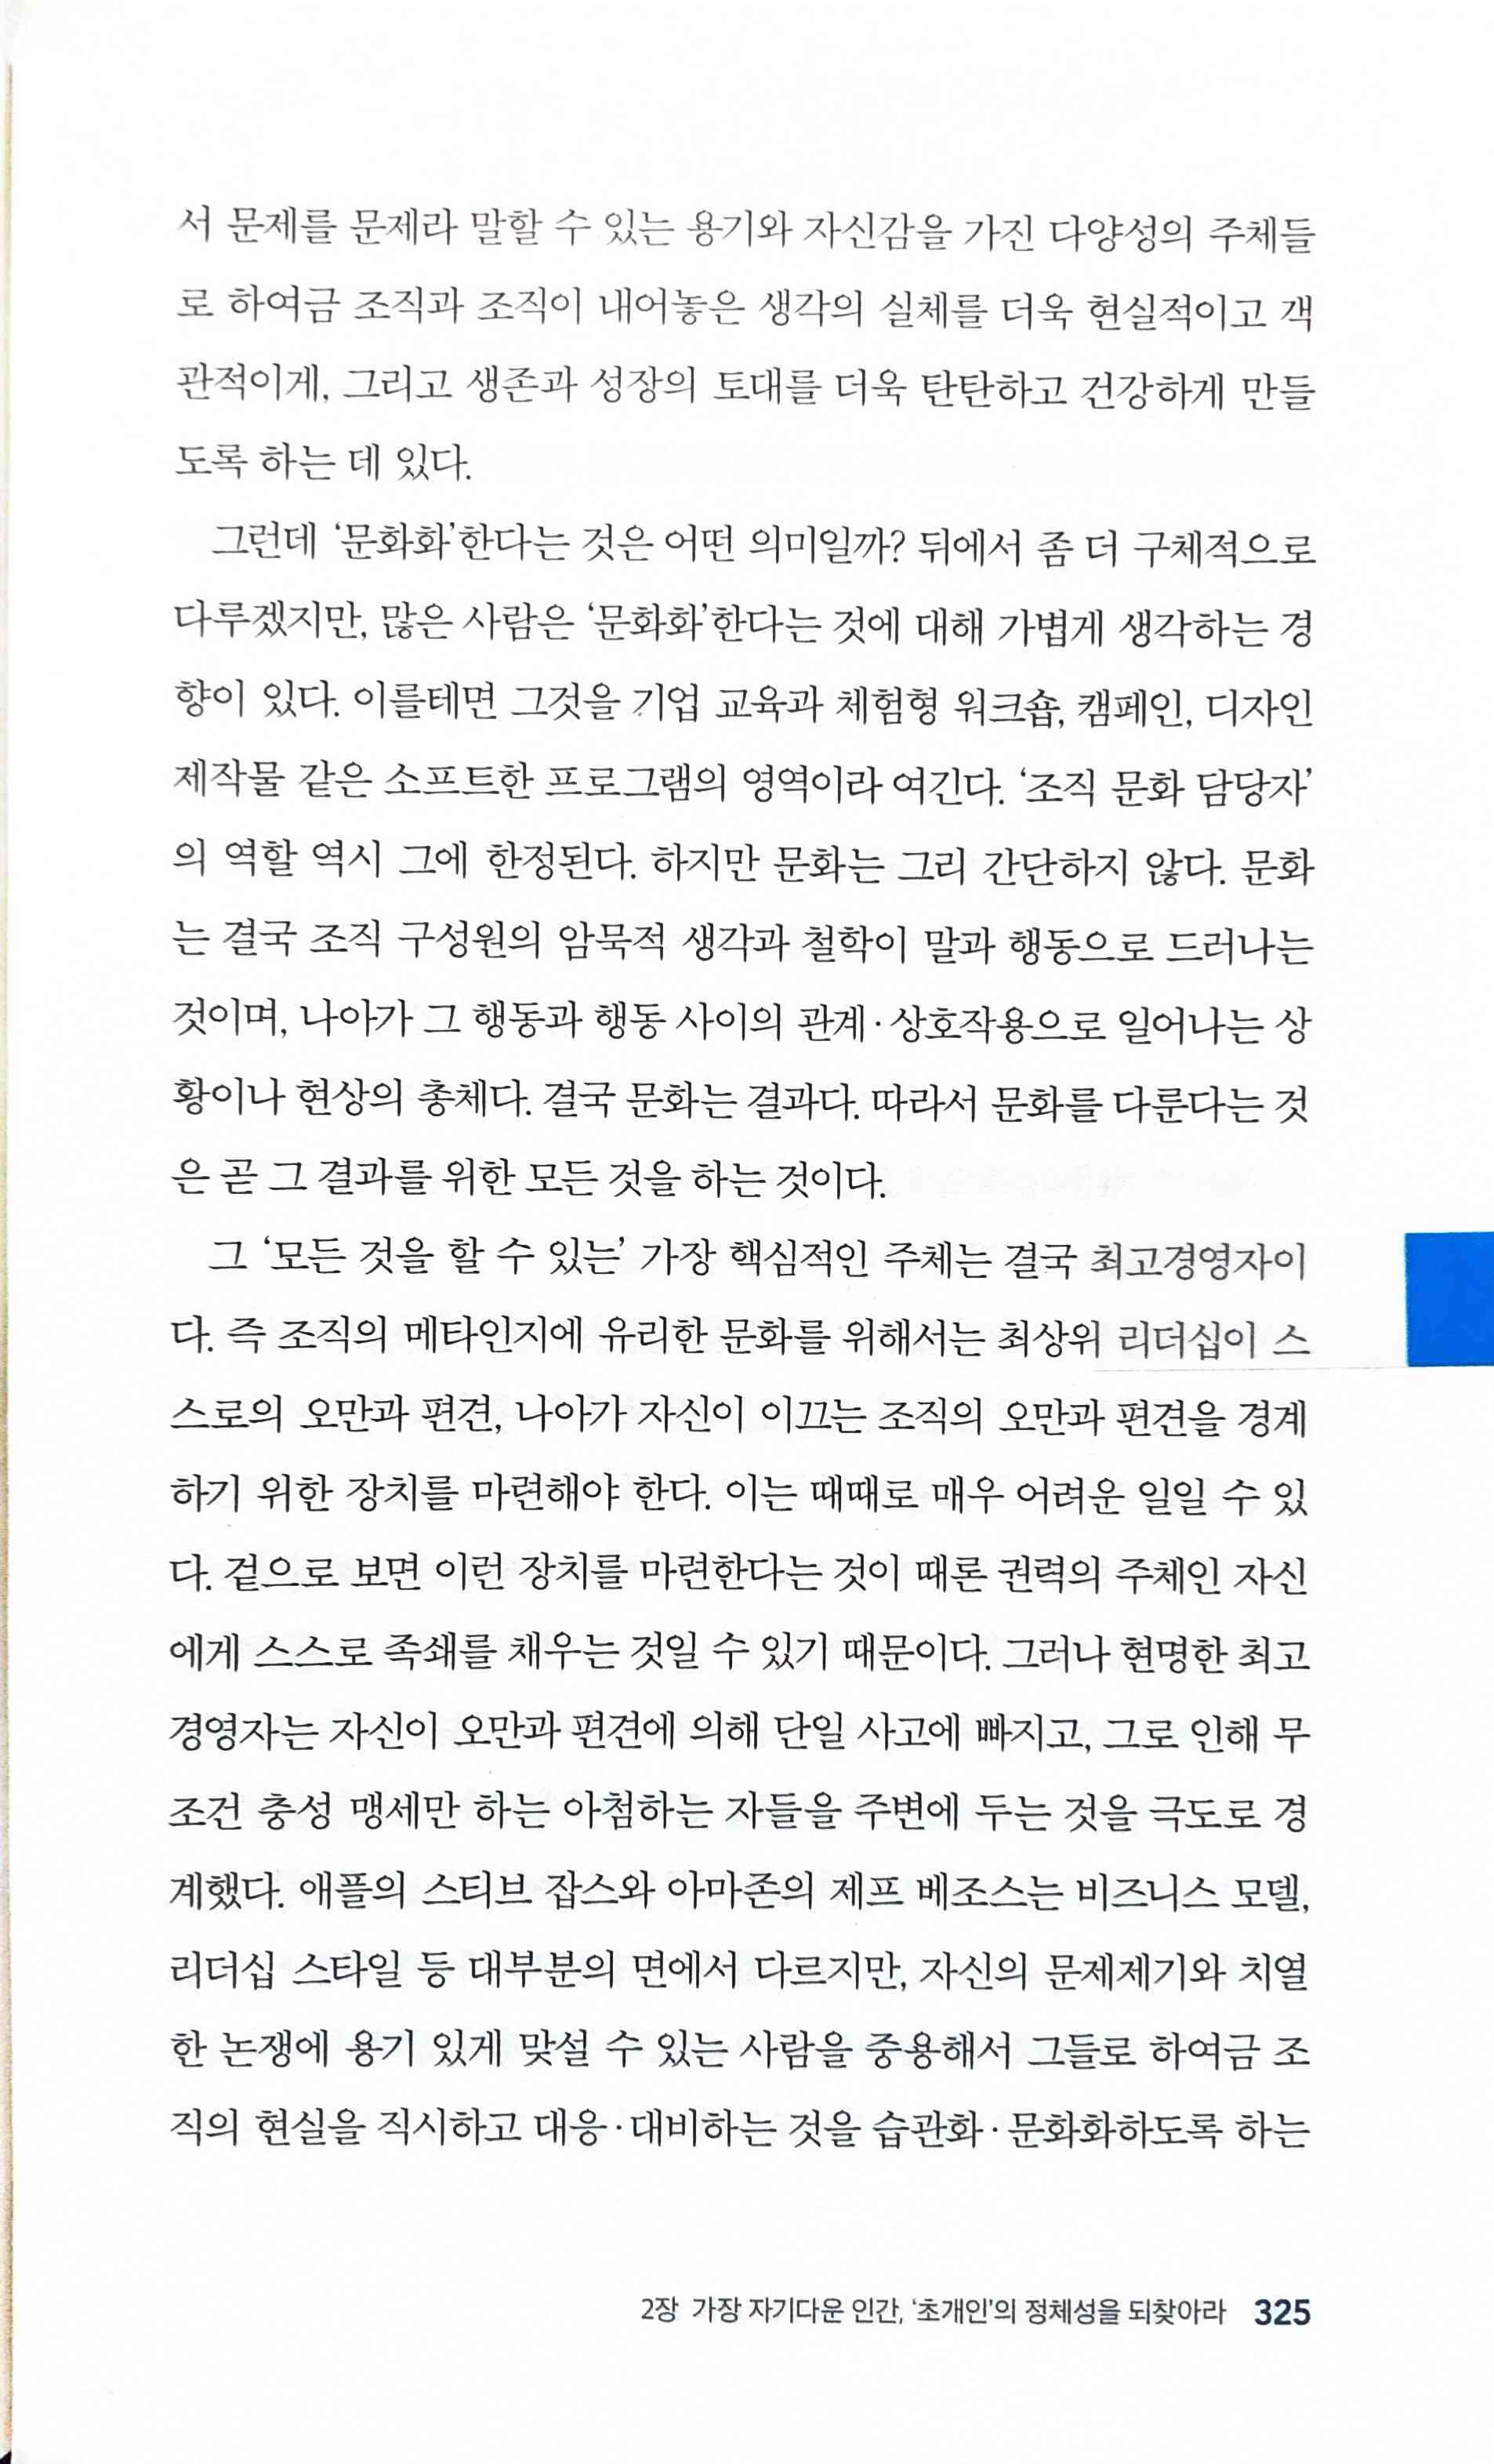 서 문제를 문제라 말할 수 있는 용기와 자신감을 가진 다양성의 주체들
로 하여금 조직과 조직이 내어놓은 생각의 실체를 더욱 현실적이고 객
관적이게, 그리고 생존과 성장의 토대를 더욱 탄탄하고 건강하게 만들
도록 하는 데 있다.
그런데 ‘문화화’한다는 것은 어떤 의미일까? 뒤에서 좀 더 구체적으로
다루겠지만, 많은 사람은 ‘문화화’한다는 것에 대해 가볍게 생각하는 경
향이 있다. 이를테면 그것을 기업 교육과 체험형 워크숍, 캠페인, 디자인
제작물 같은 소프트한 프로그램의 영역이라 여긴다. ‘조직 문화 담당자’
의 역할 역시 그에 한정된다. 하지만 문화는 그리 간단하지 않다. 문화
는 결국 조직 구성원의 암묵적 생각과 철학이 말과 행동으로 드러나는
것이며, 나아가 그 행동과 행동 사이의 관계·상호작용으로 일어나는 상
황이나 현상의 총체다. 결국 문화는 결과다. 따라서 문화를 다룬다는 것
은 곧 그 결과를 위한 모든 것을 하는 것이다.
그 ‘모든 것을 할 수 있는’ 가장 핵심적인 주체는 결국 최고경영자이
다. 즉 조직의 메타인지에 유리한 문화를 위해서는 최상위 리더십이 스
스로의 오만과 편견, 나아가 자신이 이끄는 조직의 오만과 편견을 경계
하기 위한 장치를 마련해야 한다. 이는 때때로 매우 어려운 일일 수 있
다. 겉으로 보면 이런 장치를 마련한다는 것이 때론 권력의 주체인 자신
에게 스스로 족쇄를 채우는 것일 수 있기 때문이다. 그러나 현명한 최고
경영자는 자신이 오만과 편견에 의해 단일 사고에 빠지고, 그로 인해 무
조건 충성 맹세만 하는 아첨하는 자들을 주변에 두는 것을 극도로 경
계했다. 애플의 스티브 잡스와 아마존의 제프 베조스는 비즈니스 모델,
리더십 스타일 등 대부분의 면에서 다르지만, 자신의 문제제기와 치열
한 논쟁에 용기 있게 맞설 수 있는 사람을 중용해서 그들로 하여금 조
직의 현실을 직시하고 대응·대비하는 것을 습관화·문화화하도록 하는
2장 가장 자기다운 인간, ‘초개인’의 정체성을 되찾아라 325